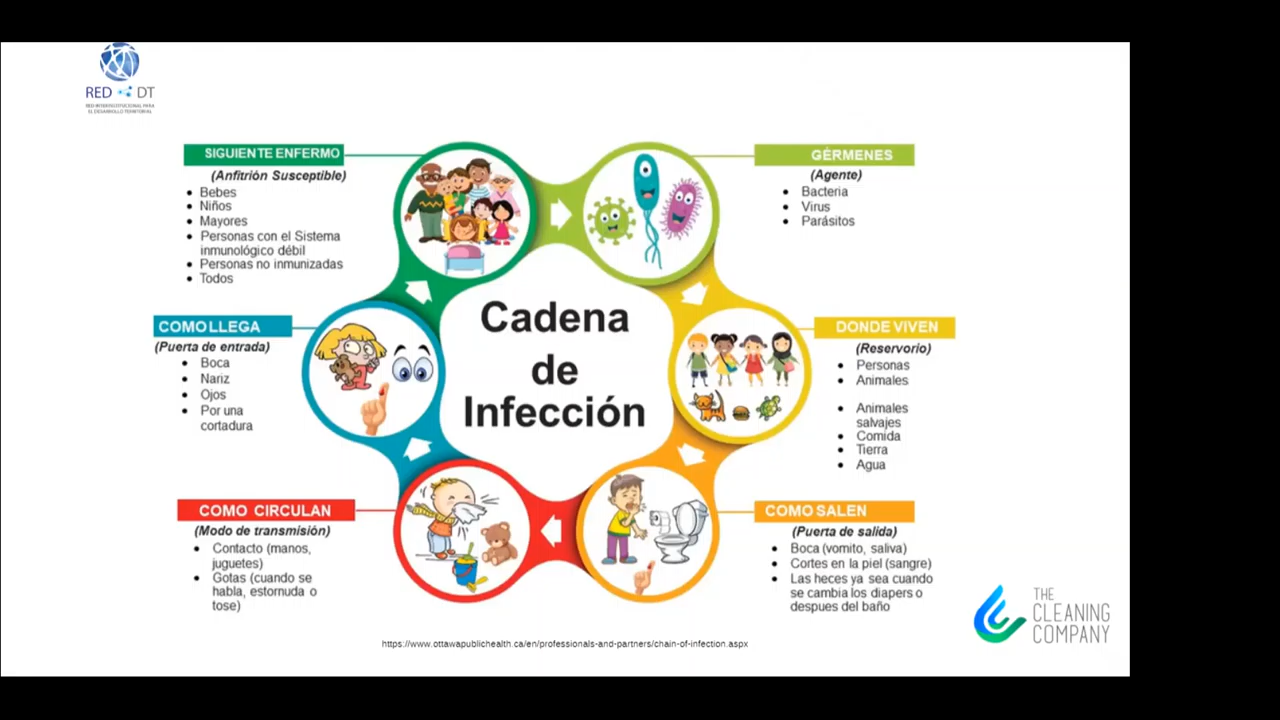 RED DT
RED INTERINSTITUCIONAL PARA
EL DESARROLLO TERRITORIAL
SIGUIENTE ENFERMO
(Anfitrión Susceptible)
• Bebes
• Niños
• Mayores
• Personas con el Sistema
inmunológico débil
• Personas no inmunizadas
• Todos
GÉRMENES
(Agente)
• Bacteria
• Virus
• Parásitos
Cadena
de
Infección
COMO LLEGA
(Puerta de entrada)
• Boca
• Nariz
• Ojos
• Por una
cortadura
DONDE VIVEN
(Reservorio)
• Personas
• Animales
• Animales
salvajes
• Comida
• Tierra
• Agua
COMO CIRCULAN
(Modo de transmisión)
• Contacto (manos,
juguetes)
• Gotas (cuando se
habla, estornuda o
tose)
COMO SALEN
(Puerta de salida)
• Boca (vomito, saliva)
• Cortes en la piel (sangre)
• Las heces ya sea cuando
se cambia los diapers o
despues del baño
THE
CLEANING
COMPANY
https://www.ottawapublichealth.ca/en/professionals-and-partners/chain-of-infection.aspx